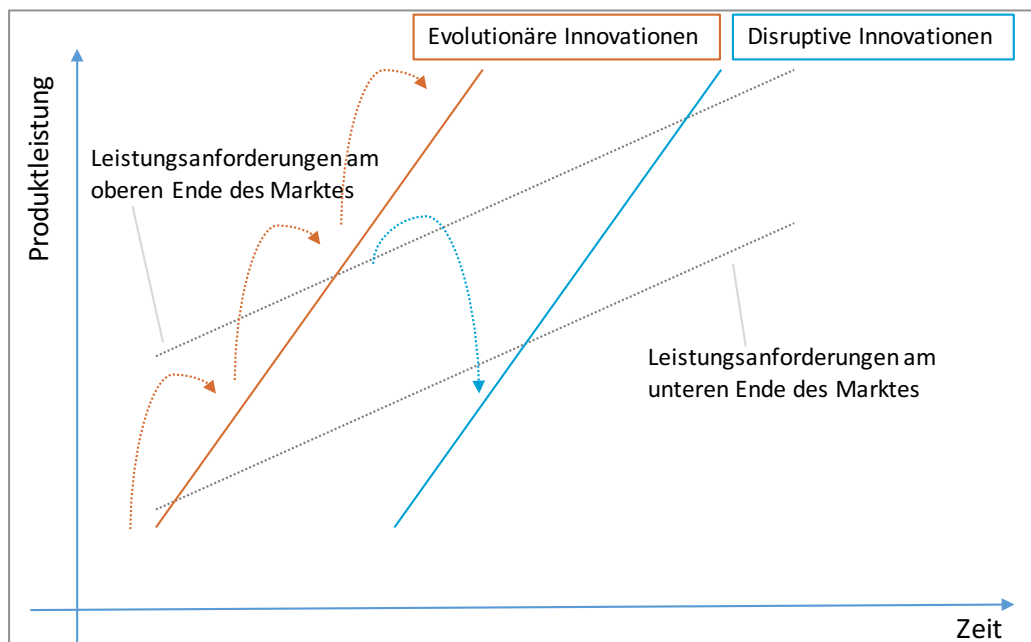 Evolutionäre Innovationen
Disruptive Innovationen
Produktleistung
Leistungsanforderungen am
oberen Ende des Marktes
Leistungsanforderungen am
unteren Ende des Marktes
Zeit